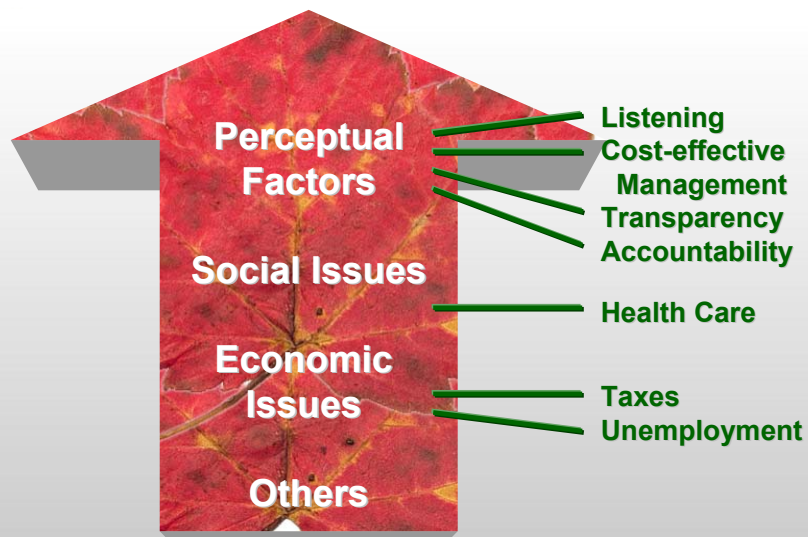 Perceptual
Factors
Listening
Cost-effective
Management
Transparency
Accountability
Social Issues
Health Care
Economic
Issues
Taxes
Unemployment
Others